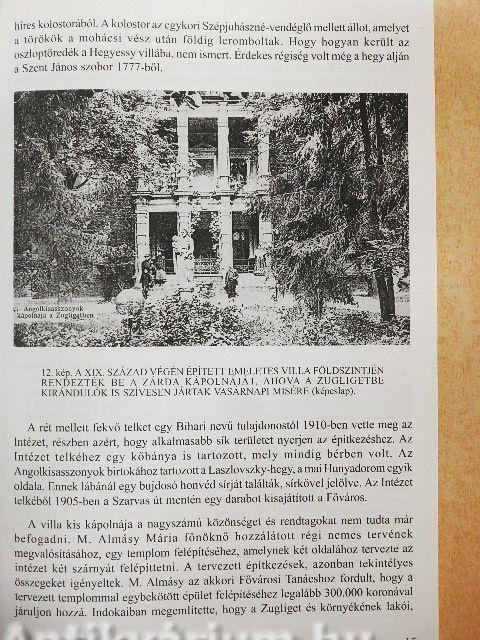 híres kolostorából. A kolostor az egykori Szépjuhászné-vendéglő mellett állot, amelyet
a törökök a mohácsi vész után földig leromboltak. Hogy hogyan került az
oszloptöredék a Hegyessy villába, nem ismert. Érdekes régiség volt még a hegy alján
a Szent János szobor 1777-ből.
Angolkisasszonyok
kápolnája a Zugligetben
12. kép. A XIX. SZÁZAD VÉGÉN ÉPÍTETT EMELETES VILLA FÖLDSZINTJÉN
RENDEZTÉK BE A ZÁRDA KÁPOLNÁJÁT, AHOVÁ A ZUGLIGETBE
KIRÁNDULÓK IS SZÍVESEN JÁRTAK VASÁRNAPI MISÉRE (képeslap).
A rét mellett fekvő telket egy Bihari nevű tulajdonostól 1910-ben vette meg az
Intézet, részben azért, hogy alkalmasabb sík területet nyerjen az építkezéshez. Az
Intézet telkéhez egy kőbánya is tartozott, mely mindig bérben volt. Az
Angolkisasszonyok birtokához tartozott a Laszlovszky-hegy, a mai Hunyadorom egyik
oldala. Ennek lábánál egy bujdosó honvéd sírját találták, sírkővel jelölve. Az Intézet
telkéből 1905-ben a Szarvas út mentén egy darabot kisajátított a Főváros.
A villa kis kápolnája a nagyszámú közönséget és rendtagokat nem tudta már
befogadni. M. Almásy Mária főnöknő hozzálátott régi nemes tervének
megvalósításához, egy templom felépítéséhez, amelynek két oldalához tervezte az
intézet két szárnyát felépíttetni. A tervezett építkezések, azonban tekintélyes
összegeket igényeltek. M. Almásy az akkori Fővárosi Tanácshoz fordult, hogy a
tervezett templommal egybekötött épület felépítéséhez legalább 300.000 koronával
járuljon hozzá. Indokaiban megemlítette, hogy a Zugliget és környékének lakói,